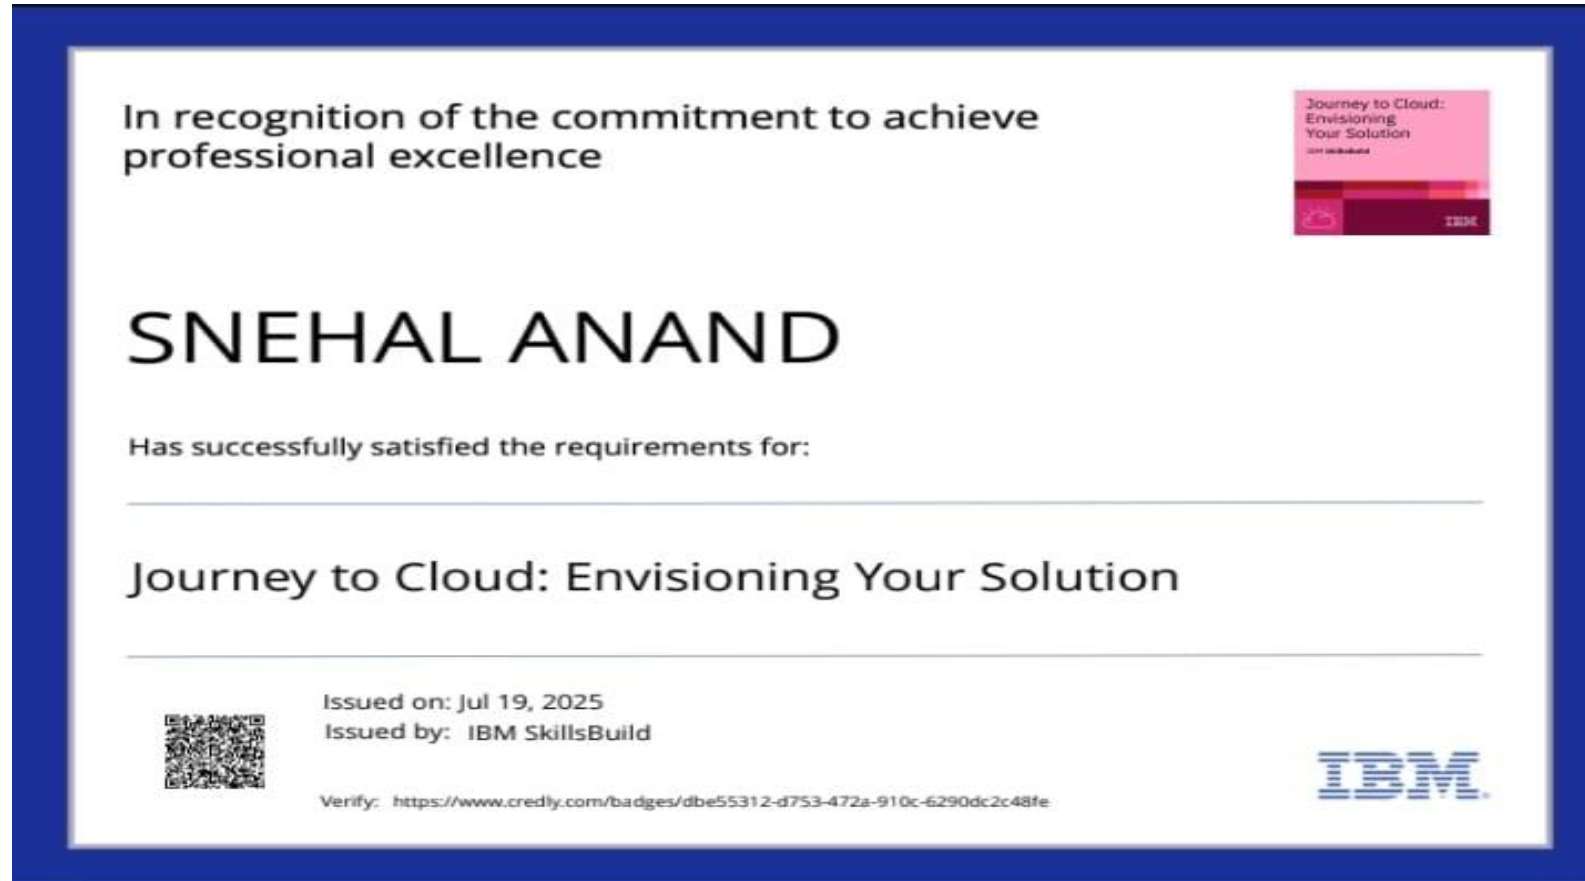 In recognition of the commitment to achieve
professional excellence
Journey to Cloud:
Envisioning
Your Solution
IBM SkillsBuild
IBM
SNEHAL ANAND
Has successfully satisfied the requirements for:
Journey to Cloud: Envisioning Your Solution
Issued on: Jul 19, 2025
Issued by: IBM SkillsBuild
Verify: https://www.credly.com/badges/dbe55312-d753-472a-910c-6290dc2c48fe
IBM.